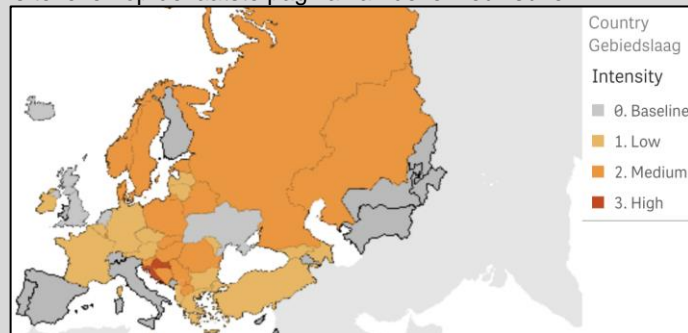 Country
Gebiedslaag
Intensity
0. Baseline
1. Low
2. Medium
3. High